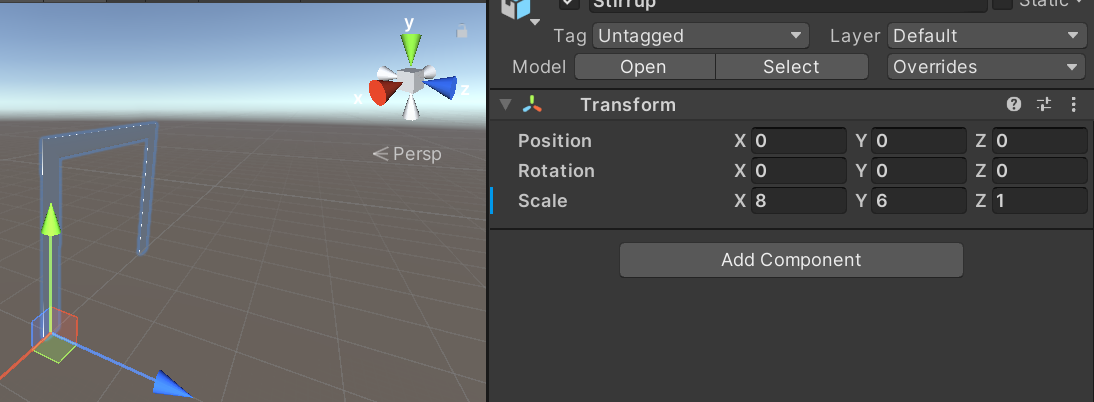 Stirrup
Static
Tag Untagged Layer Default
Model Open Select Overrides
Transform
Position X 0 Y 0 Z 0
Rotation X 0 Y 0 Z 0
Scale X 8 Y 6 Z 1
Add Component
y
x
z
Persp